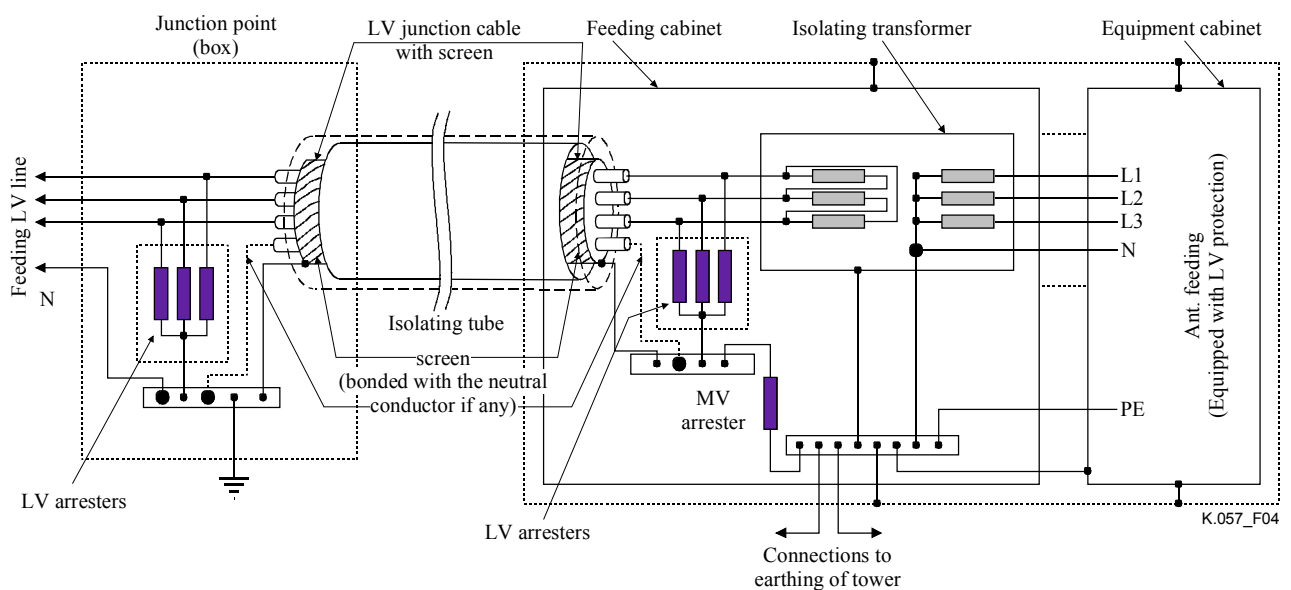 Junction point
(box)
LV junction cable
with screen
Feeding cabinet
Isolating transformer
Equipment cabinet
Feeding LV line
N
L1
L2
L3
N
Ant. feeding
(Equipped with LV protection)
Isolating tube
screen
(bonded with the neutral
conductor if any)
MV
arrester
PE
LV arresters
LV arresters
K.057_F04
Connections to
earthing of tower